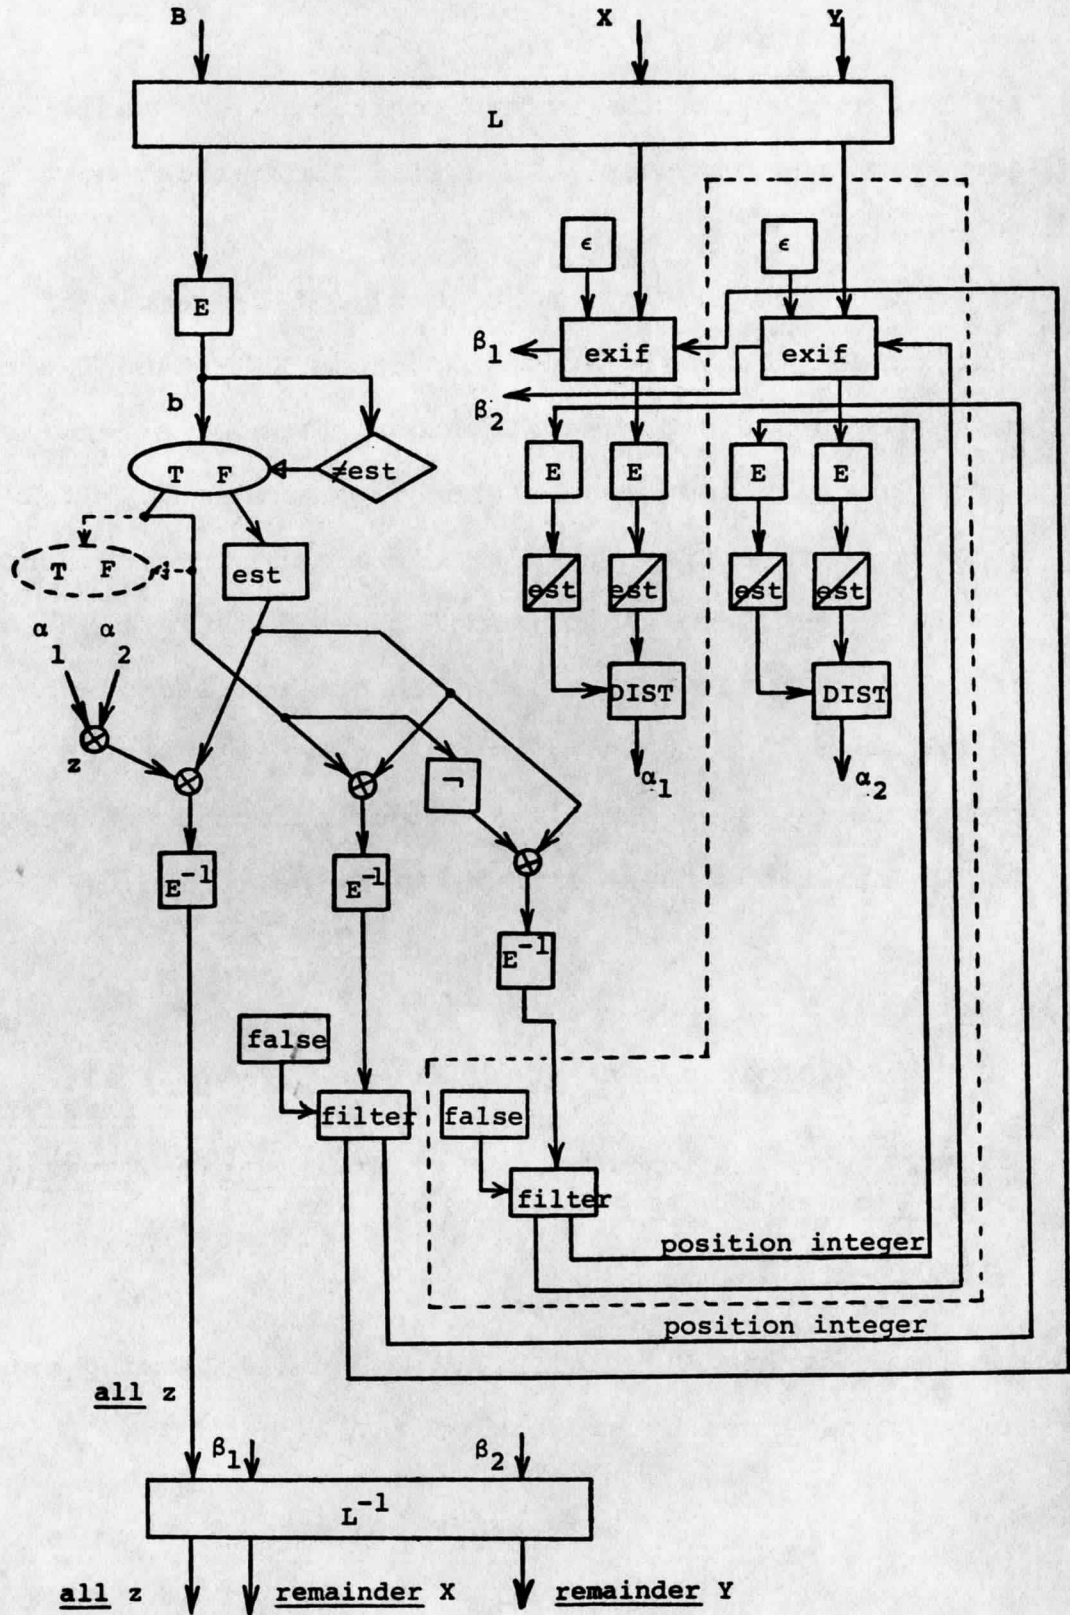 B X Y
L
ϵ ϵ
E
β1 exif exif
b β2
T F ≠est E E E E
T F est est est est est
α1 α2
DIST DIST
z
¬ α1 α2
E-1 E-1
E-1
false
filter false
filter
position integer
position integer
all z
β1 β2
L-1
all z remainder X remainder Y